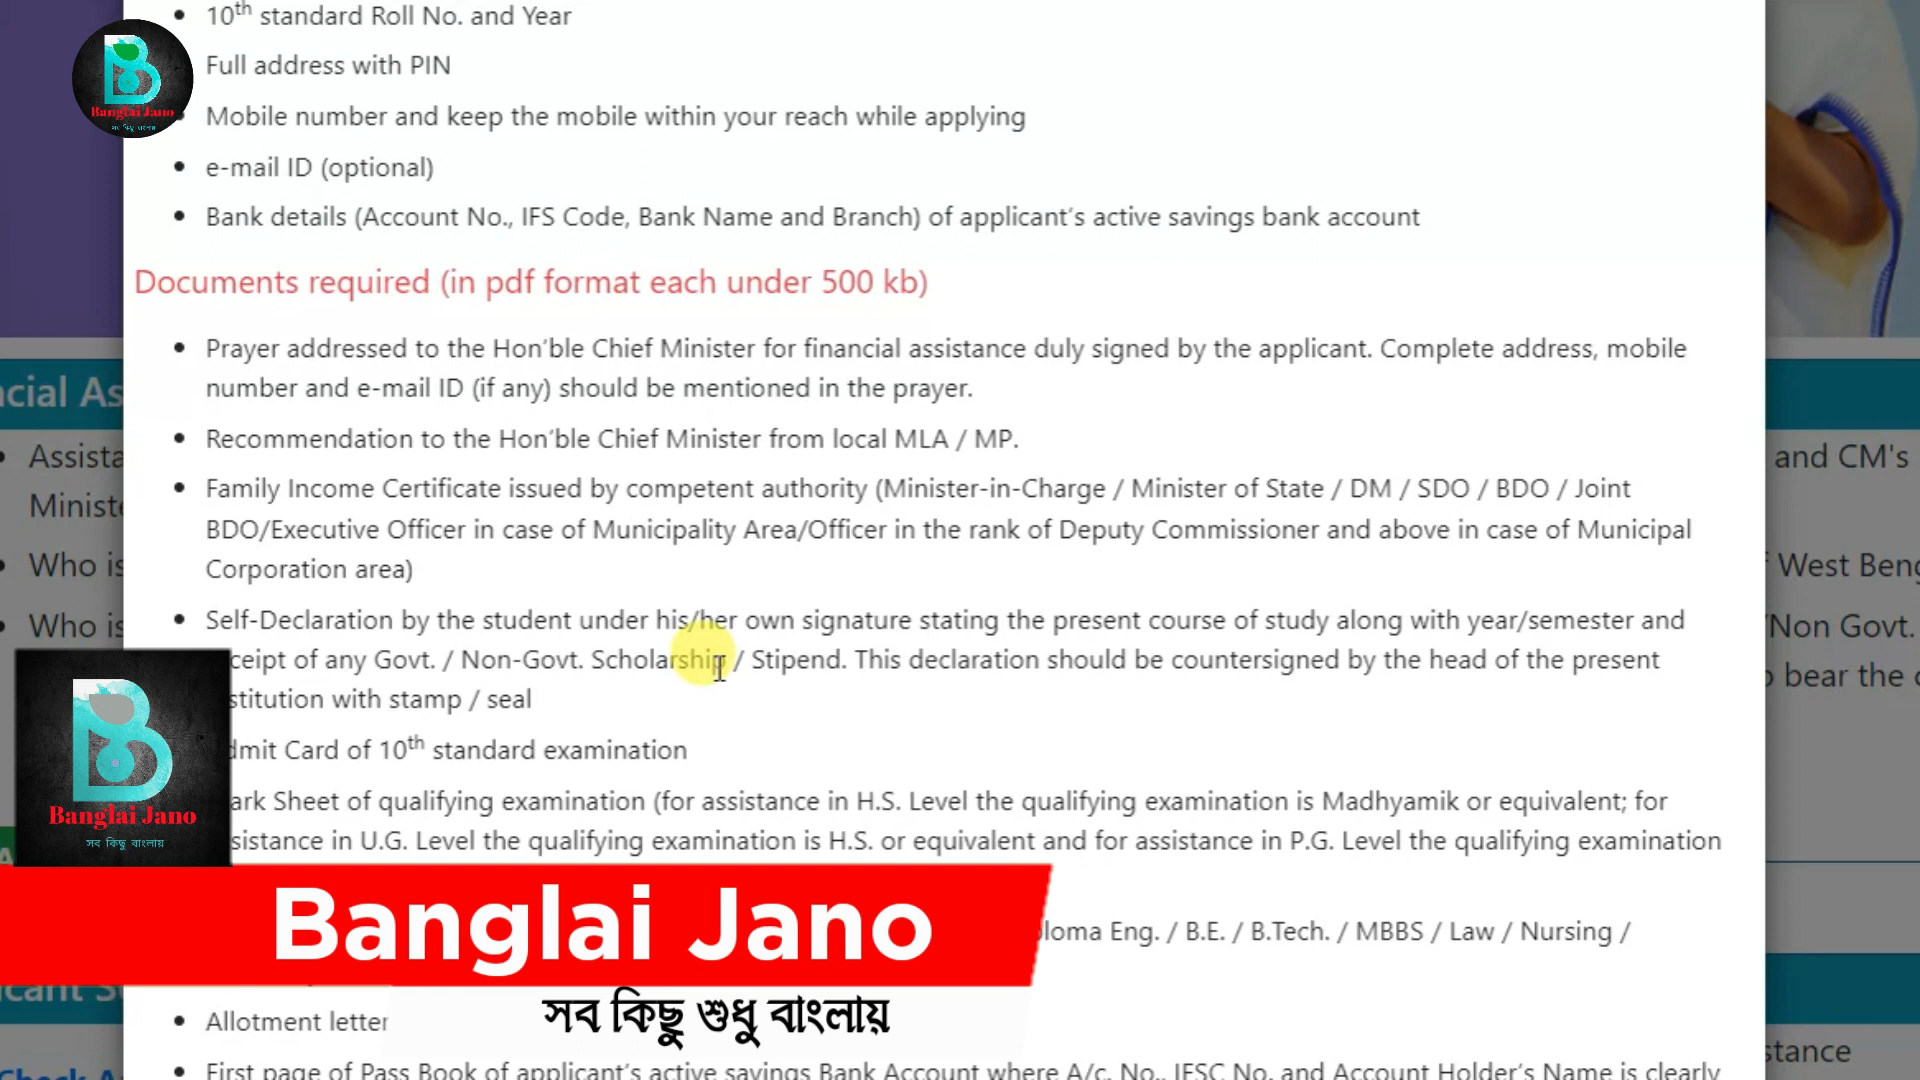 10th standard Roll No. and Year
Full address with PIN
Mobile number and keep the mobile within your reach while applying
e-mail ID (optional)
Bank details (Account No., IFS Code, Bank Name and Branch) of applicant's active savings bank account
Documents required (in pdf format each under 500 kb)
Prayer addressed to the Hon'ble Chief Minister for financial assistance duly signed by the applicant. Complete address, mobile
number and e-mail ID (if any) should be mentioned in the prayer.
Recommendation to the Hon'ble Chief Minister from local MLA / MP.
Family Income Certificate issued by competent authority (Minister-in-Charge / Minister of State / DM / SDO / BDO / Joint
BDO/Executive Officer in case of Municipality Area/Officer in the rank of Deputy Commissioner and above in case of Municipal
Corporation area)
Self-Declaration by the student under his/her own signature stating the present course of study along with year/semester and
ceipt of any Govt. / Non-Govt. Scholarship / Stipend. This declaration should be countersigned by the head of the present
stitution with stamp / seal
dmit Card of 10th standard examination
ark Sheet of qualifying examination (for assistance in H.S. Level the qualifying examination is Madhyamik or equivalent; for
sistance in U.G. Level the qualifying examination is H.S. or equivalent and for assistance in P.G. Level the qualifying examination
loma Eng. / B.E. / B.Tech. / MBBS / Law / Nursing /
Allotment letter
First page of Pass Book of applicant's active savings Bank Account where A/c. No., IFSC No. and Account Holder's Name is clearly
Banglai Jano
সব কিছু বাংলায়
Banglai Jano
সব কিছু বাংলায়
Banglai Jano
সব কিছু শুধু বাংলায়
ncial As
Assista
Ministe
Who is
Who is
and CM's
West Beng
Non Govt.
bear the
stance